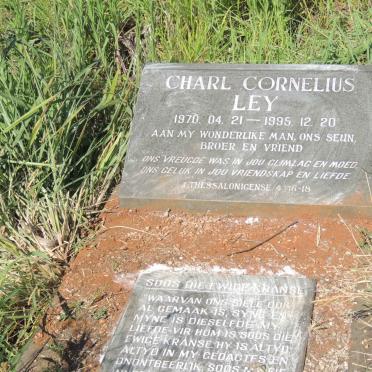 CHARL CORNELIUS
LEY
1970. 04. 21 — 1995. 12. 20
AAN MY WONDERLIKE MAN, ONS SEUN,
BROER EN VRIEND
ONS VREUGDE WAS IN JOU GLIMLAG EN MOED,
ONS GELUK IN JOU VRIENDSKAP EN LIEFDE
1 THESSALONICENSE 4:16-18
SOOS DIE EWIGE KRANSE
WAARVAN ONS SIELE OOK
AL GEMAAK IS, SYNE EN
MYNE IS DIESELFDE. MY
LIEFDE VIR HOM IS SOOS DIE
EWIGE KRANSE HY IS ALTYD
ALTYD IN MY GEDAGTES EN
ONONTBEERLIK SOOS